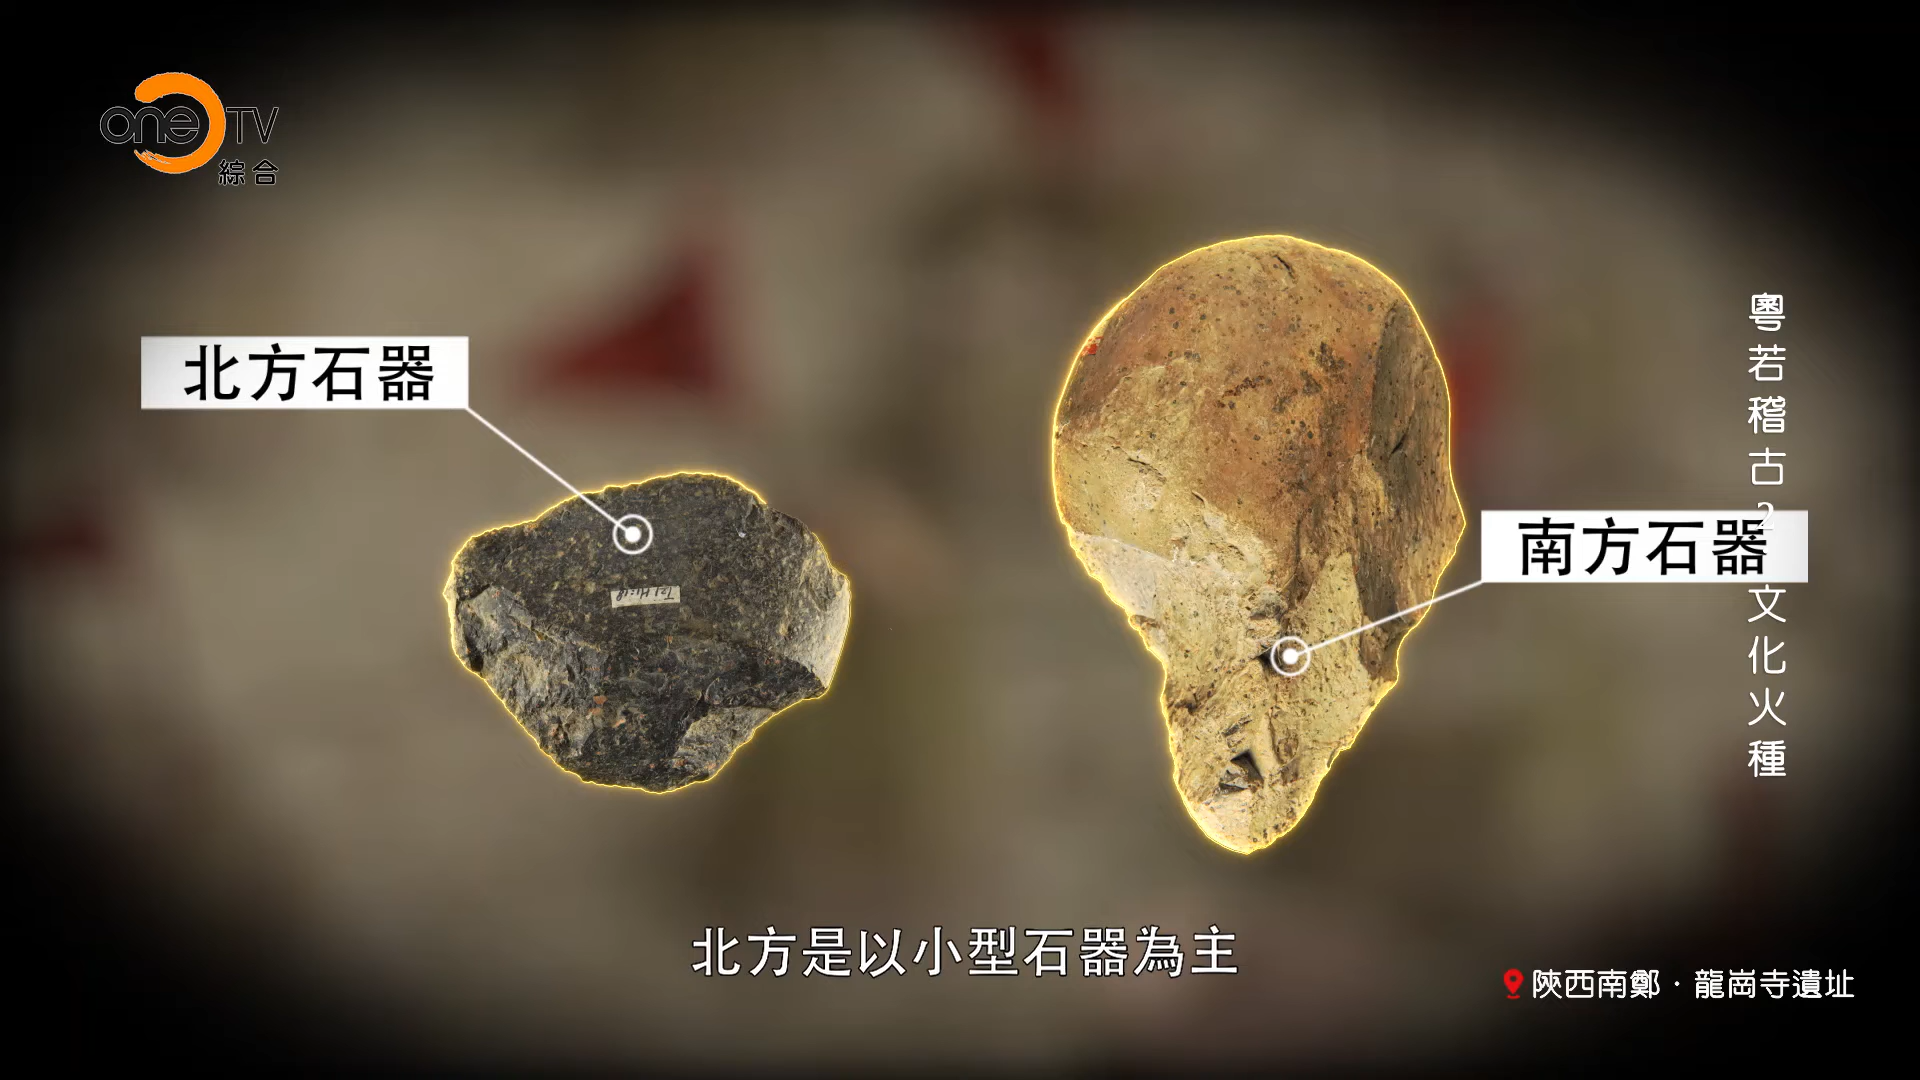 one TV
綜合
北方石器
南方石器
粵若稽古2 文化火種
北方是以小型石器為主
陝西南鄭·龍崗寺遺址